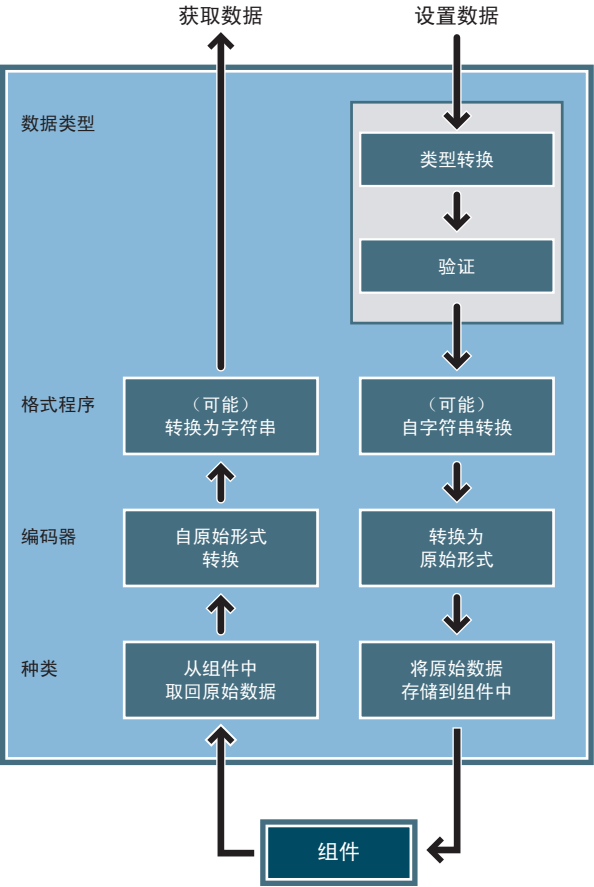 获取数据
设置数据
数据类型
类型转换
验证
格式程序
（可能）
转换为字符串
（可能）
自字符串转换
编码器
自原始形式
转换
转换为
原始形式
种类
从组件中
取回原始数据
将原始数据
存储到组件中
组件